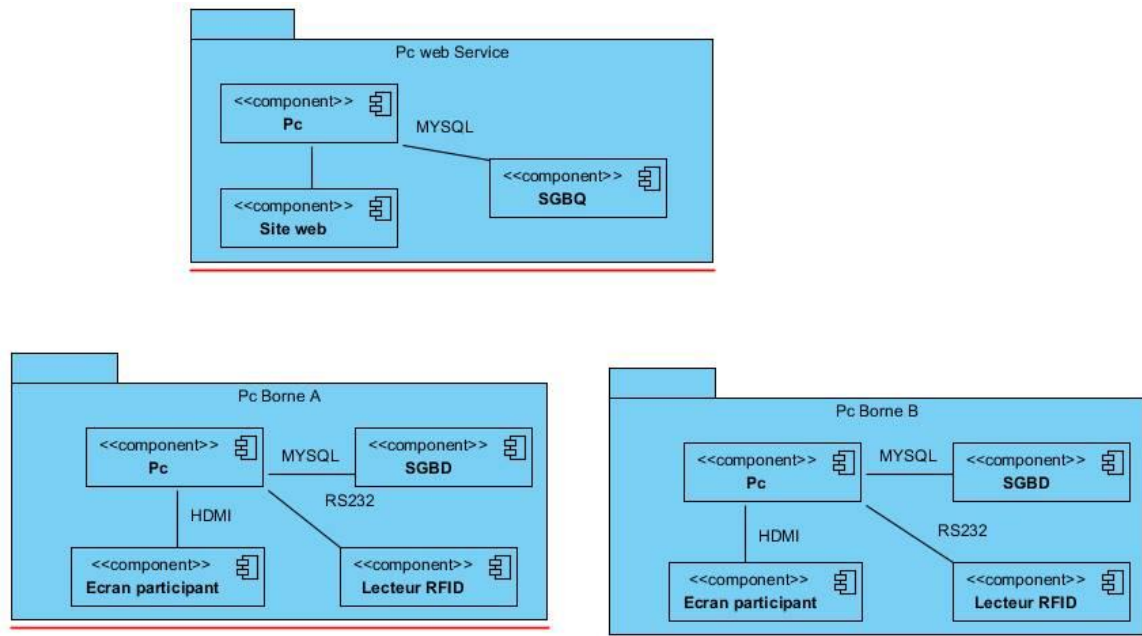 Pc web Service
<<component>>
Pc
MYSQL
<<component>>
SGBQ
<<component>>
Site web
Pc Borne A
<<component>>
Pc
MYSQL
<<component>>
SGBD
HDMI
RS232
<<component>>
Ecran participant
<<component>>
Lecteur RFID
Pc Borne B
<<component>>
Pc
MYSQL
<<component>>
SGBD
HDMI
RS232
<<component>>
Ecran participant
<<component>>
Lecteur RFID